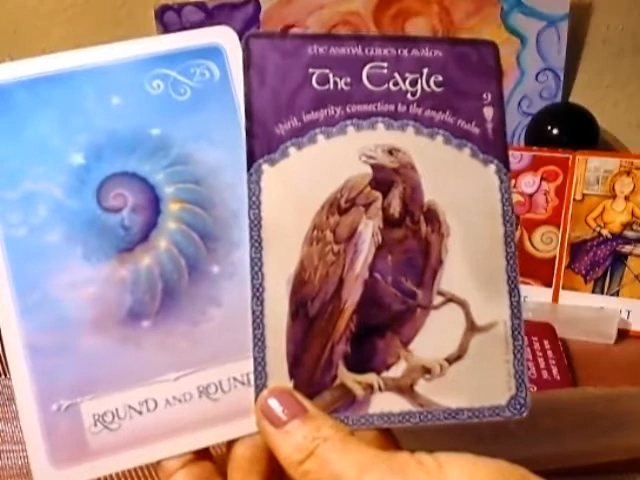 25
ROUND AND ROUND
the ANIMAL GUIDES OF AVALON
The Eagle
9
Spirit, integrity, connection to the angelic realm